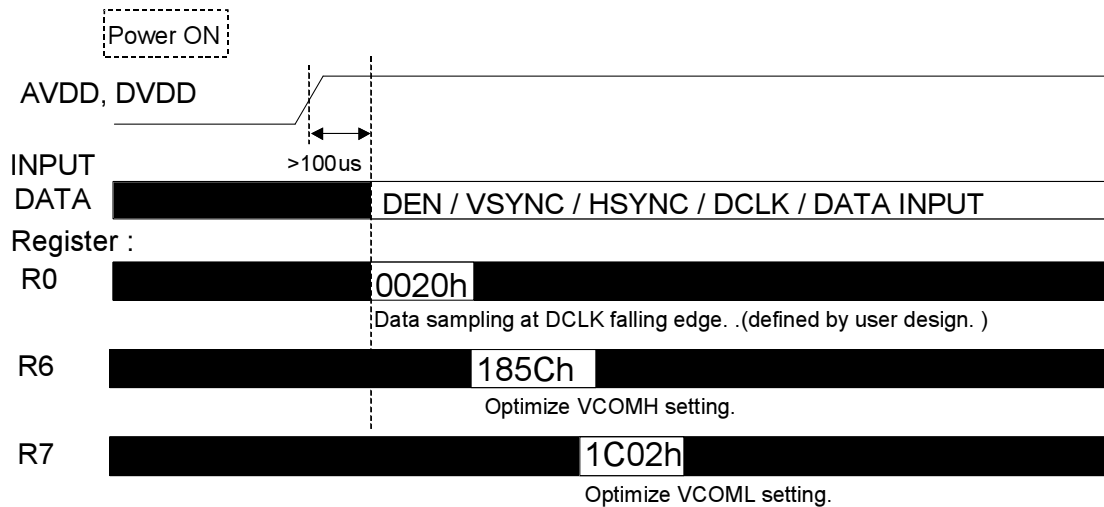 Power ON
AVDD, DVDD
>100us
INPUT
DATA
DEN / VSYNC / HSYNC / DCLK / DATA INPUT
Register :
R0
0020h
Data sampling at DCLK falling edge. .(defined by user design. )
R6
185Ch
Optimize VCOMH setting.
R7
1C02h
Optimize VCOML setting.